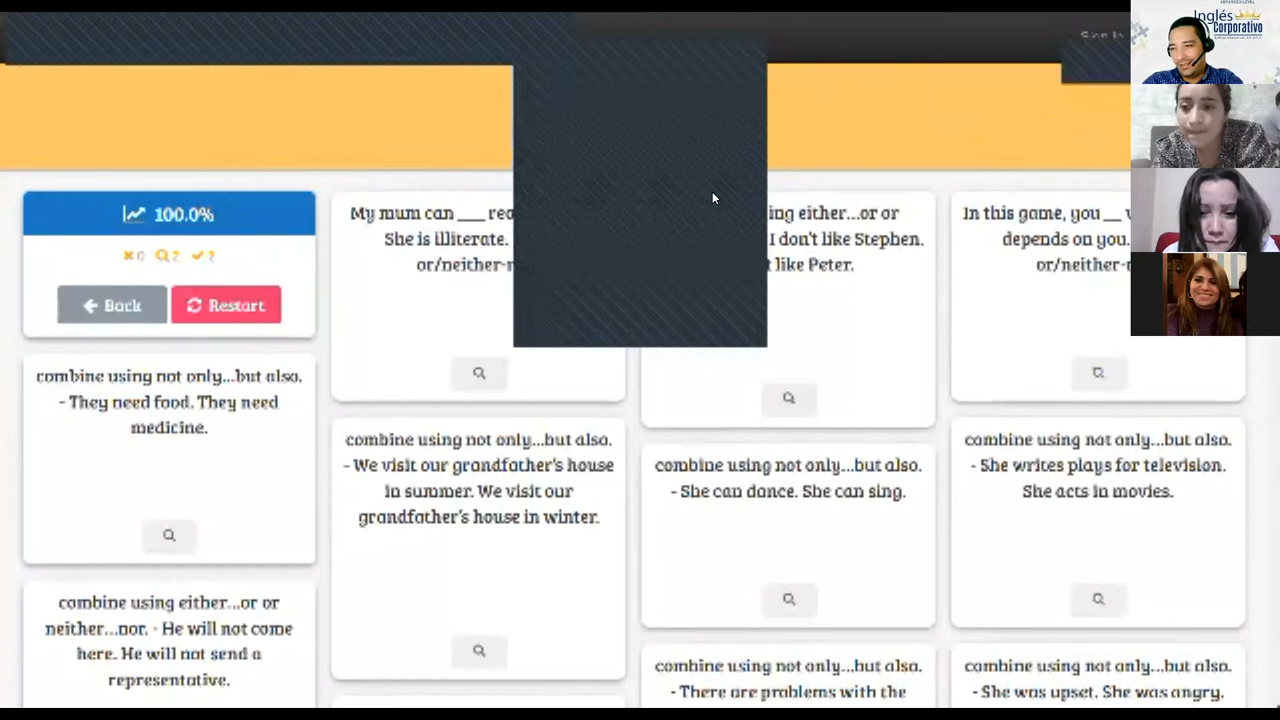 Sign In
ADVANCED LEVEL
Inglés
Corporativo
100.0%
0 2 2
Back
Restart
My mum can ___
She is illiterate.
or/neither-
ing either...or or
I don't like Stephen.
like Peter.
In this game, you __
depends on you.
or/neither-
combine using not only...but also.
- They need food. They need
medicine.
combine using not only...but also.
- We visit our grandfather's house
in summer. We visit our
grandfather's house in winter.
combine using not only...but also.
- She can dance. She can sing.
combine using not only...but also.
- She writes plays for television.
She acts in movies.
combine using either...or or
neither...nor. - He will not come
here. He will not send a
representative.
combine using not only...but also.
- There are problems with the
combine using not only...but also.
- She was upset. She was angry.